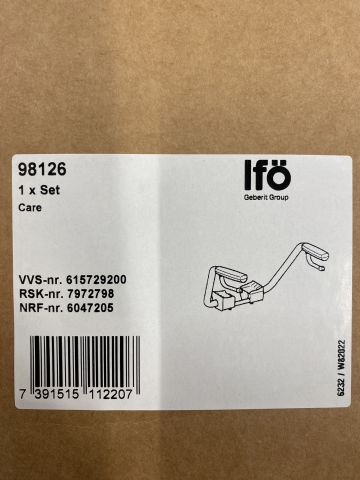 98126
1 x Set
Care
Ifö
Geberit Group
VVS-nr. 615729200
RSK-nr. 7972798
NRF-nr. 6047205
7 391515 112207
6232 / W82022